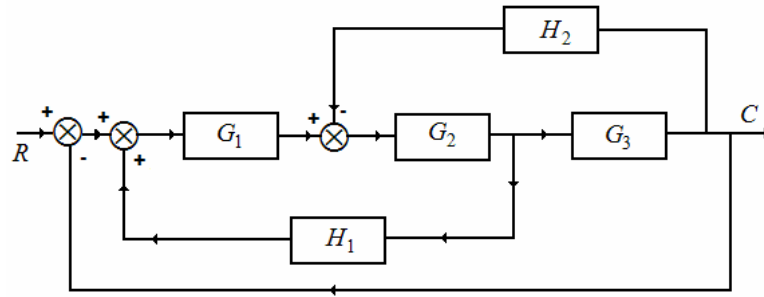 H₂
C
+
+
+
-
R
-
+
G₁
G₂
G₃
H₁